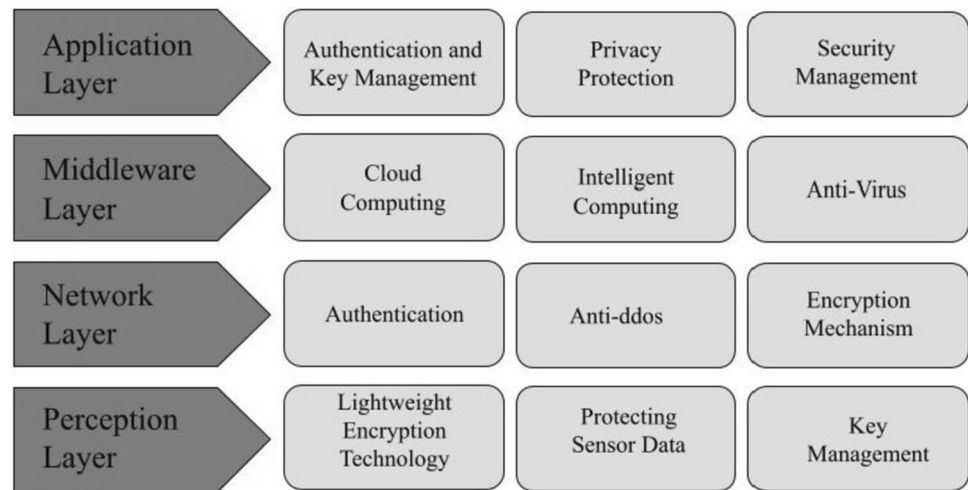 Application
Layer
Authentication and
Key Management
Privacy
Protection
Security
Management
Middleware
Layer
Cloud
Computing
Intelligent
Computing
Anti-Virus
Network
Layer
Authentication
Anti-ddos
Encryption
Mechanism
Perception
Layer
Lightweight
Encryption
Technology
Protecting
Sensor Data
Key
Management